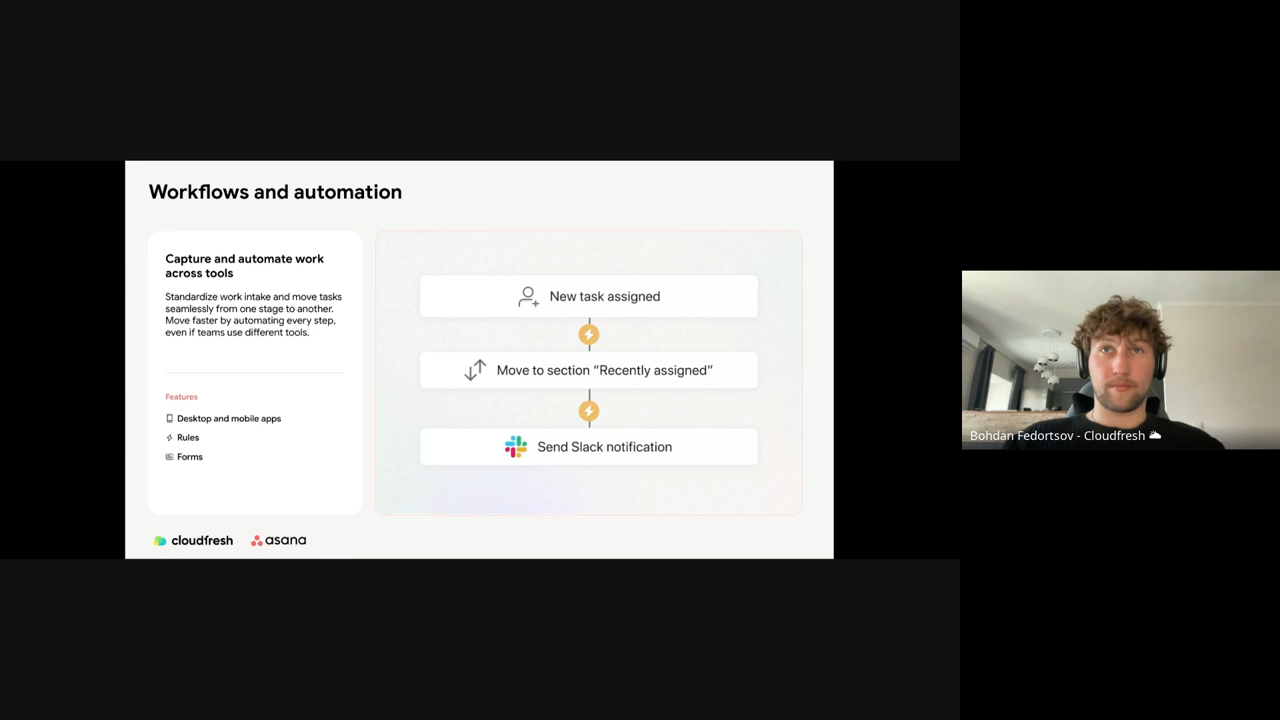 Workflows and automation
Capture and automate work
across tools
Standardize work intake and move tasks
seamlessly from one stage to another.
Move faster by automating every step,
even if teams use different tools.
Features
Desktop and mobile apps
Rules
Forms
New task assigned
Move to section “Recently assigned”
Send Slack notification
cloudfresh
asana
Bohdan Fedortsov - Cloudfresh 🌥️